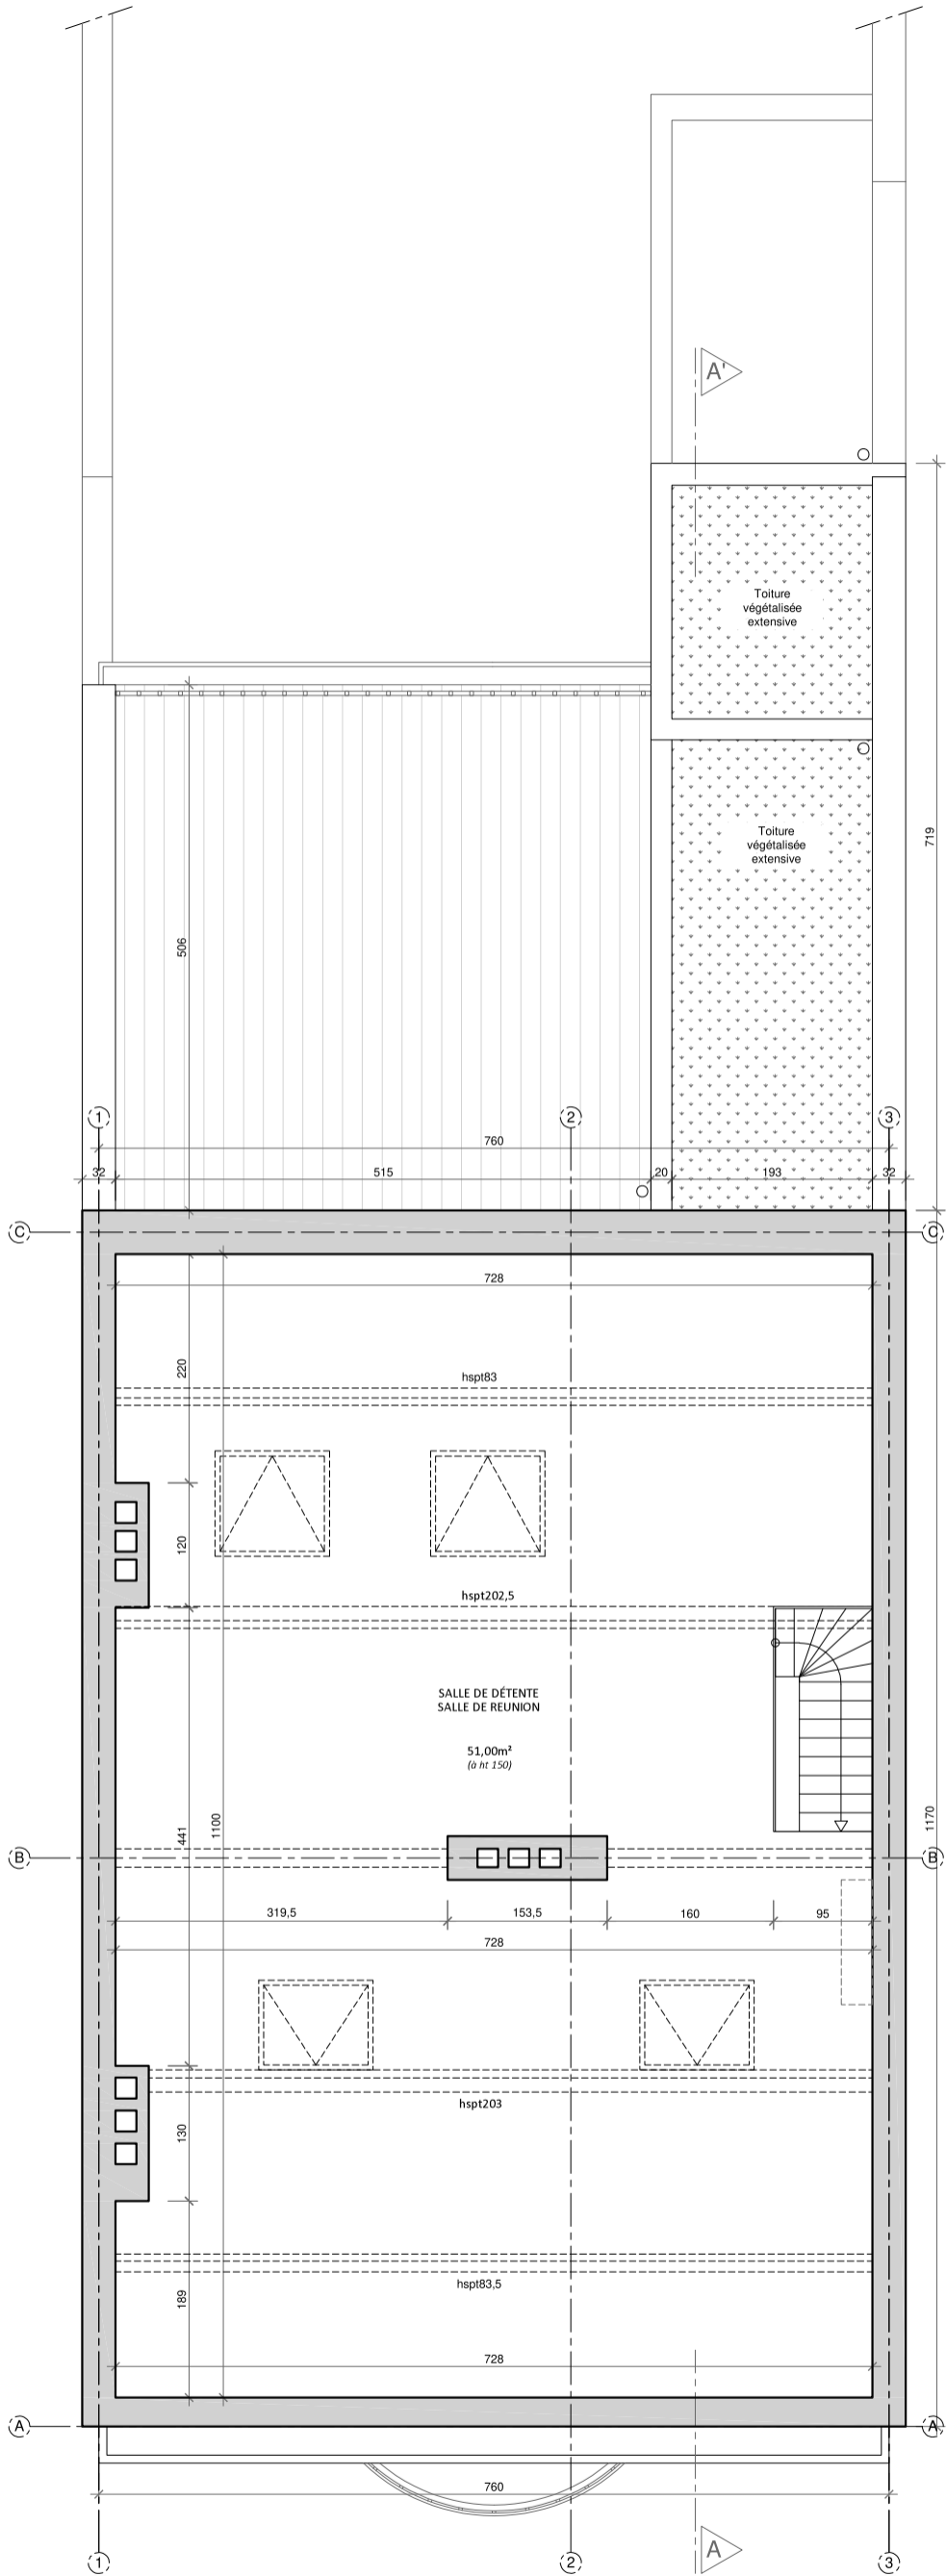 A'
Toiture
végétalisée
extensive
Toiture
végétalisée
extensive
719
506
1
2
3
760
32
515
20
193
32
C
C
728
220
hspt83
120
hspt202,5
SALLE DE DÉTENTE
SALLE DE REUNION
51,00m²
(à ht 150)
441
1100
1170
B
B
319,5
153,5
160
95
728
hspt203
130
hspt83,5
189
728
A
A
760
A
1
2
3